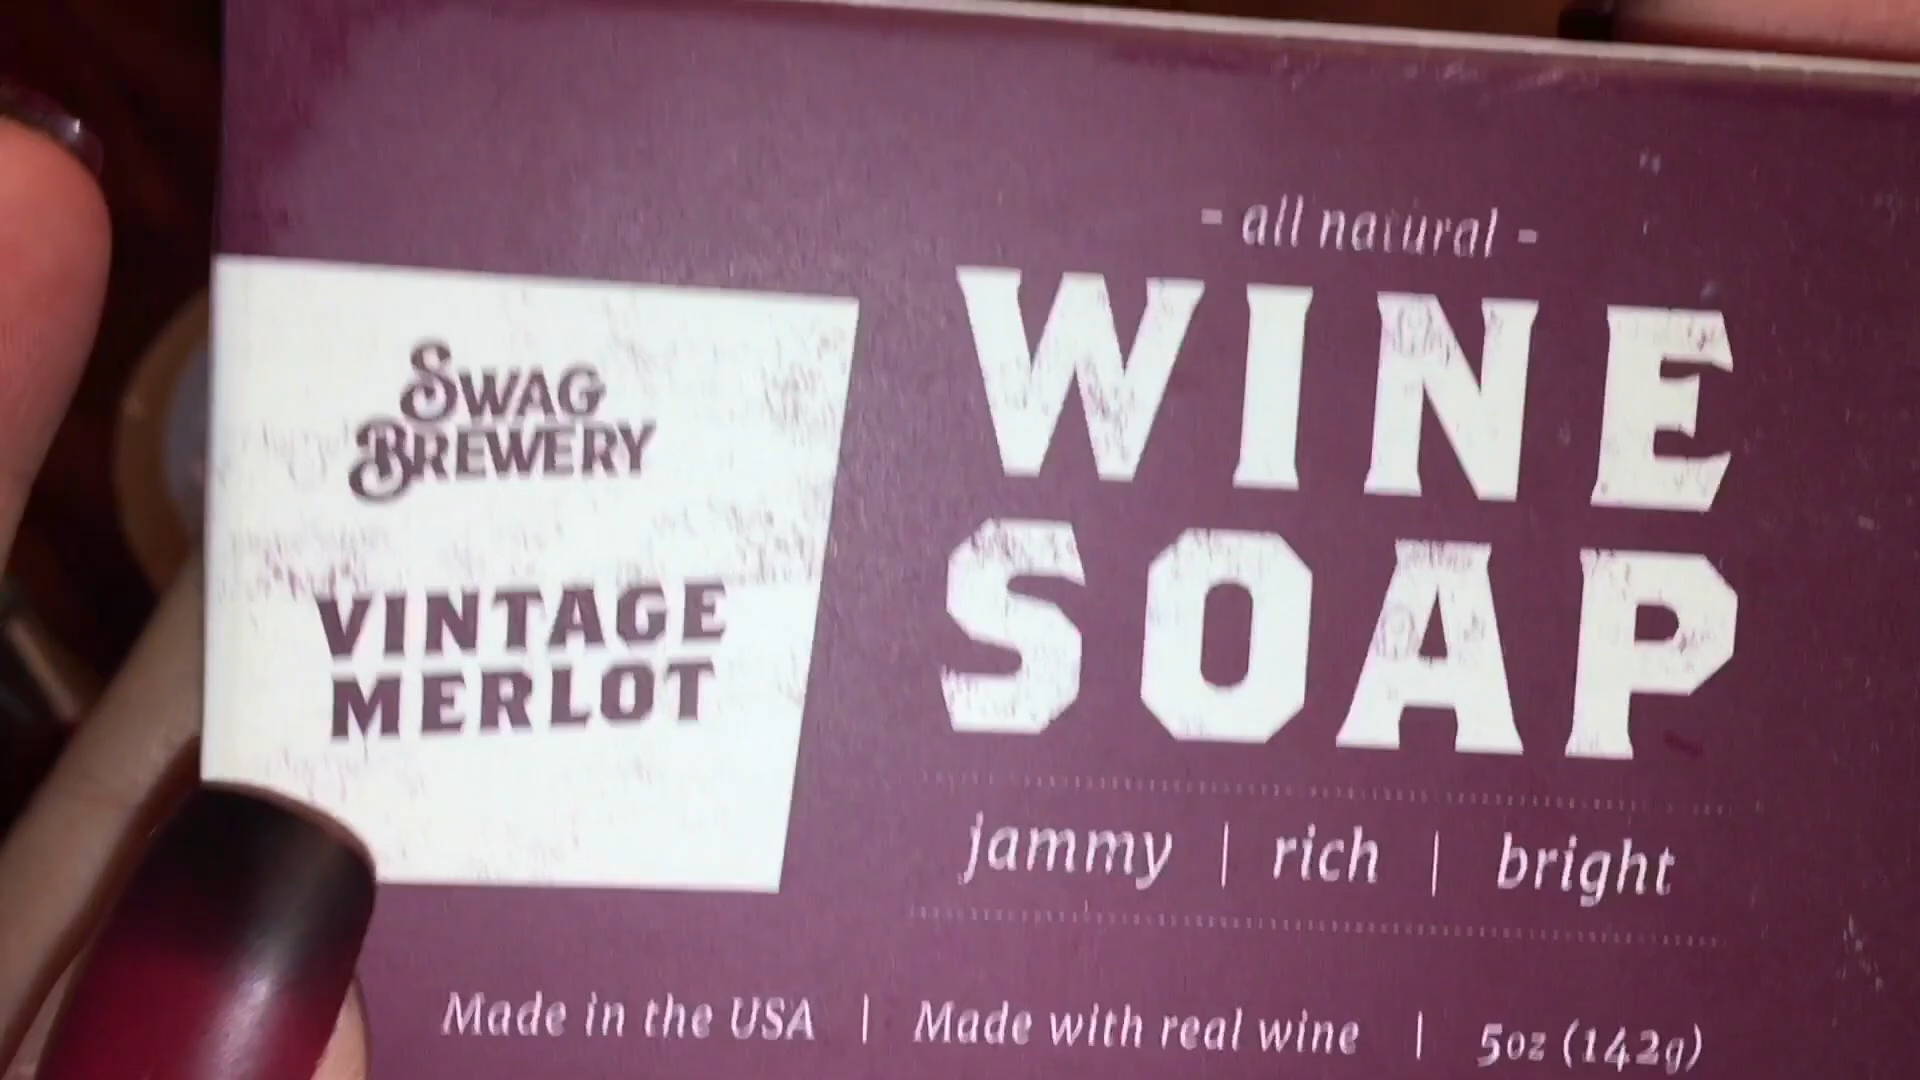 - all natural -
WINE
SOAP
jammy | rich | bright
SWAG
BREWERY
VINTAGE
MERLOT
Made in the USA | Made with real wine | 5oz (142g)